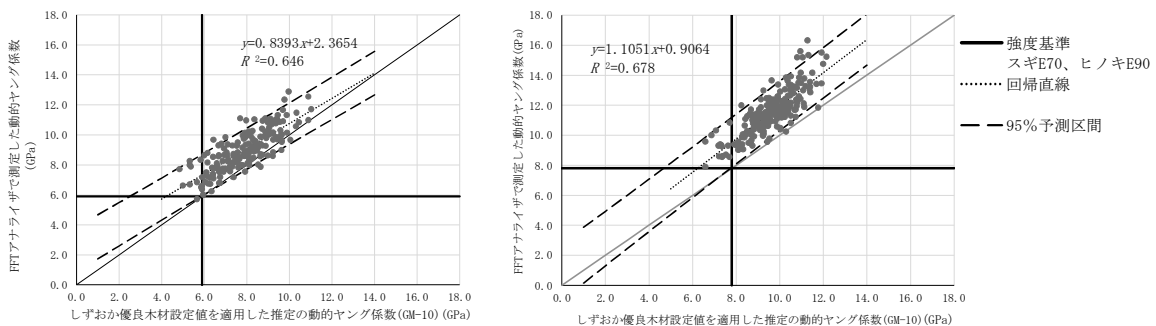 FFTアナライザで測定した動的ヤング係数
(GPa)
18.0
16.0
14.0
12.0
10.0
8.0
6.0
4.0
2.0
0.0
y=0.8393x+2.3654
R ²=0.646
0.0 2.0 4.0 6.0 8.0 10.0 12.0 14.0 16.0 18.0
しずおか優良木材設定値を適用した推定の動的ヤング係数(GM-10)(GPa)
FFTアナライザで測定した動的ヤング係数(GPa)
18.0
16.0
14.0
12.0
10.0
8.0
6.0
4.0
2.0
0.0
y=1.1051x+0.9064
R ²=0.678
0.0 2.0 4.0 6.0 8.0 10.0 12.0 14.0 16.0 18.0
しずおか優良木材設定値を適用した推定の動的ヤング係数(GM-10)(GPa)
強度基準
スギE70、ヒノキE90
回帰直線
95%予測区間